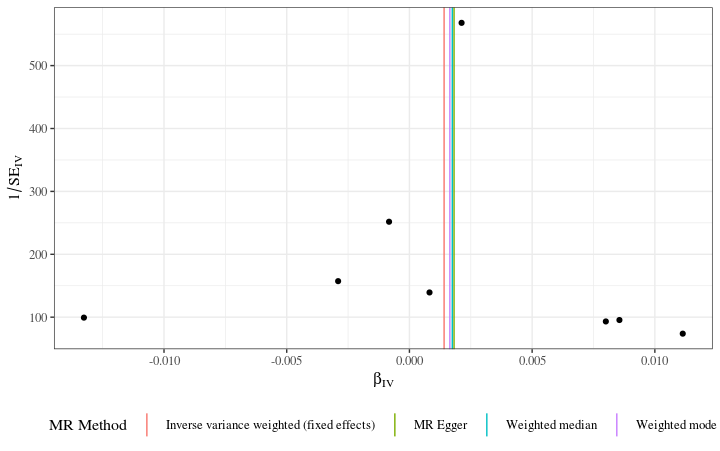 500
400
300
200
100
1/SE_IV
-0.010 -0.005 0.000 0.005 0.010
β_IV
MR Method Inverse variance weighted (fixed effects) MR Egger Weighted median Weighted mode